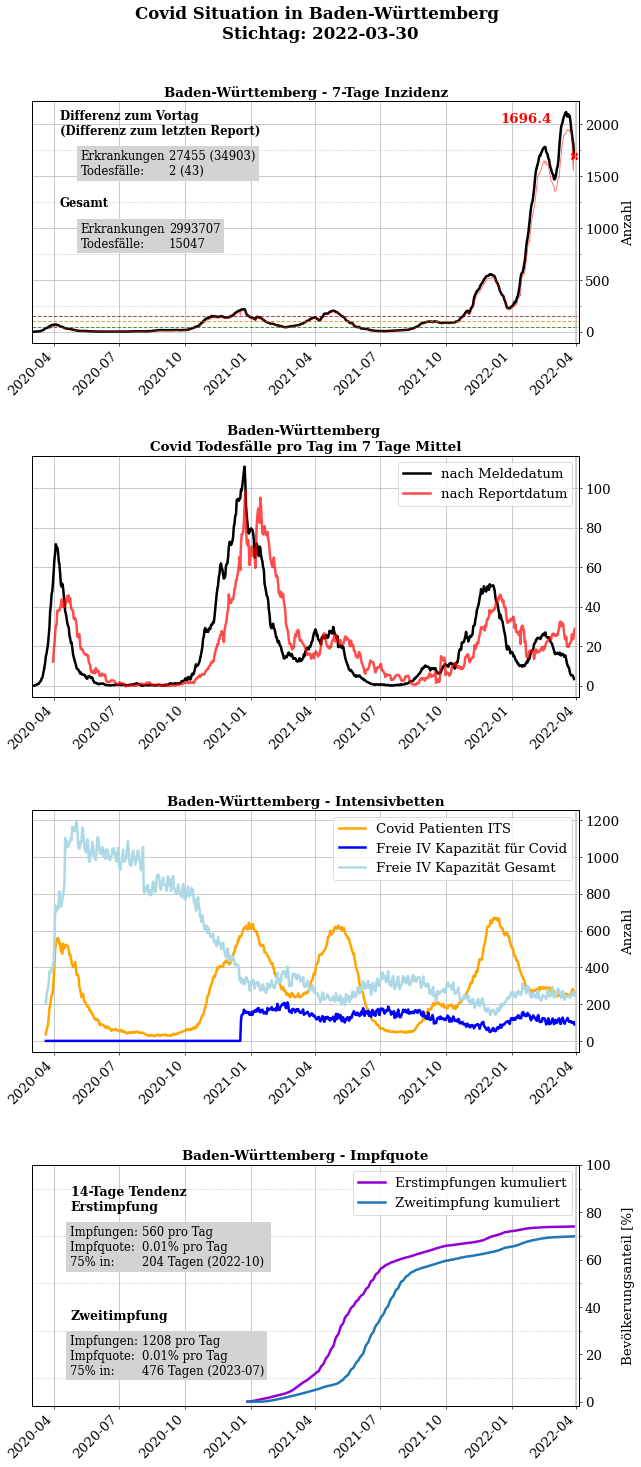 Covid Situation in Baden-Württemberg
Stichtag: 2022-03-30
Baden-Württemberg - 7-Tage Inzidenz
Differenz zum Vortag
(Differenz zum letzten Report)
Erkrankungen 27455 (34903)
Todesfälle: 2 (43)
Gesamt
Erkrankungen 2993707
Todesfälle: 15047
1696.4
2000
1500
1000
500
0
Anzahl
2020-04
2020-07
2020-10
2021-01
2021-04
2021-07
2021-10
2022-01
2022-04
Baden-Württemberg
Covid Todesfälle pro Tag im 7 Tage Mittel
nach Meldedatum
nach Reportdatum
100
80
60
40
20
0
2020-04
2020-07
2020-10
2021-01
2021-04
2021-07
2021-10
2022-01
2022-04
Baden-Württemberg - Intensivbetten
Covid Patienten ITS
Freie IV Kapazität für Covid
Freie IV Kapazität Gesamt
1200
1000
800
600
400
200
0
Anzahl
2020-04
2020-07
2020-10
2021-01
2021-04
2021-07
2021-10
2022-01
2022-04
Baden-Württemberg - Impfquote
14-Tage Tendenz
Erstimpfung
Impfungen: 560 pro Tag
Impfquote: 0.01% pro Tag
75% in: 204 Tagen (2022-10)
Zweitimpfung
Impfungen: 1208 pro Tag
Impfquote: 0.01% pro Tag
75% in: 476 Tagen (2023-07)
Erstimpfungen kumuliert
Zweitimpfung kumuliert
100
80
60
40
20
0
Bevölkerungsanteil [%]
2020-04
2020-07
2020-10
2021-01
2021-04
2021-07
2021-10
2022-01
2022-04